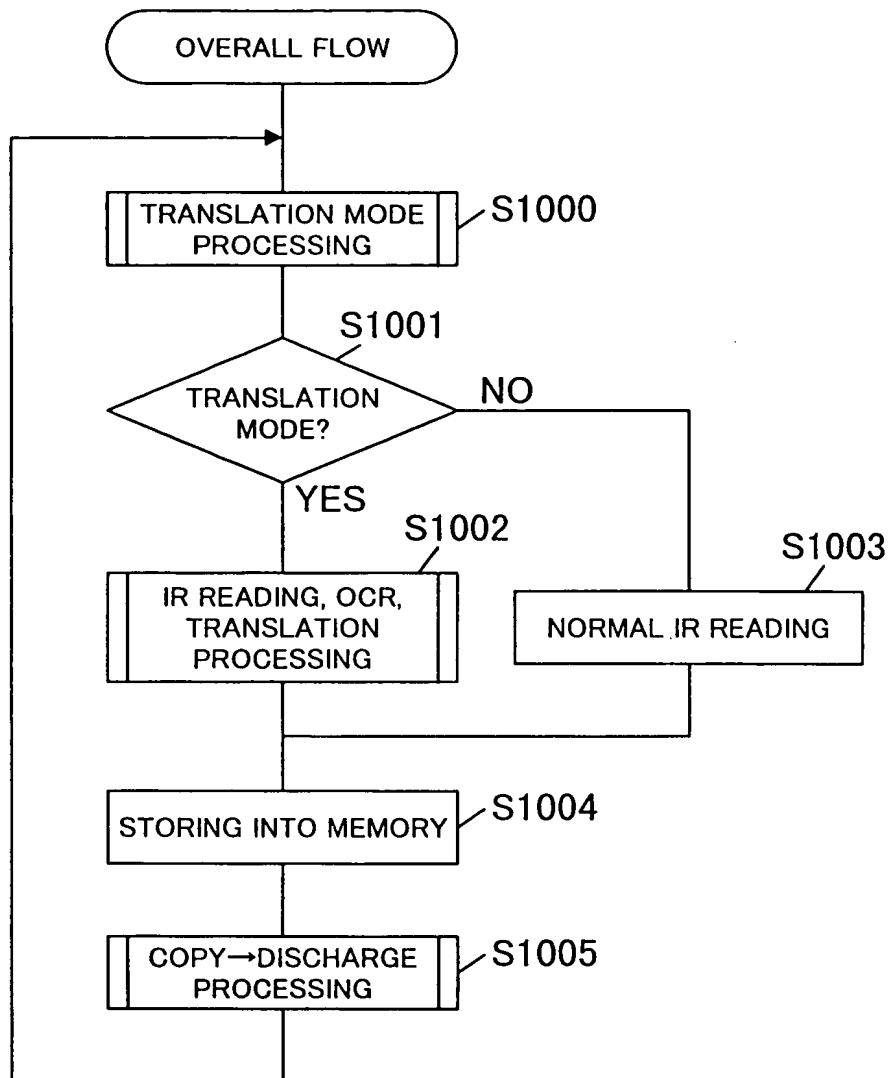 OVERALL FLOW
TRANSLATION MODE
PROCESSING
S1000
S1001
TRANSLATION
MODE?
NO
YES
S1002
IR READING, OCR,
TRANSLATION
PROCESSING
S1003
NORMAL IR READING
STORING INTO MEMORY
S1004
COPY→DISCHARGE
PROCESSING
S1005